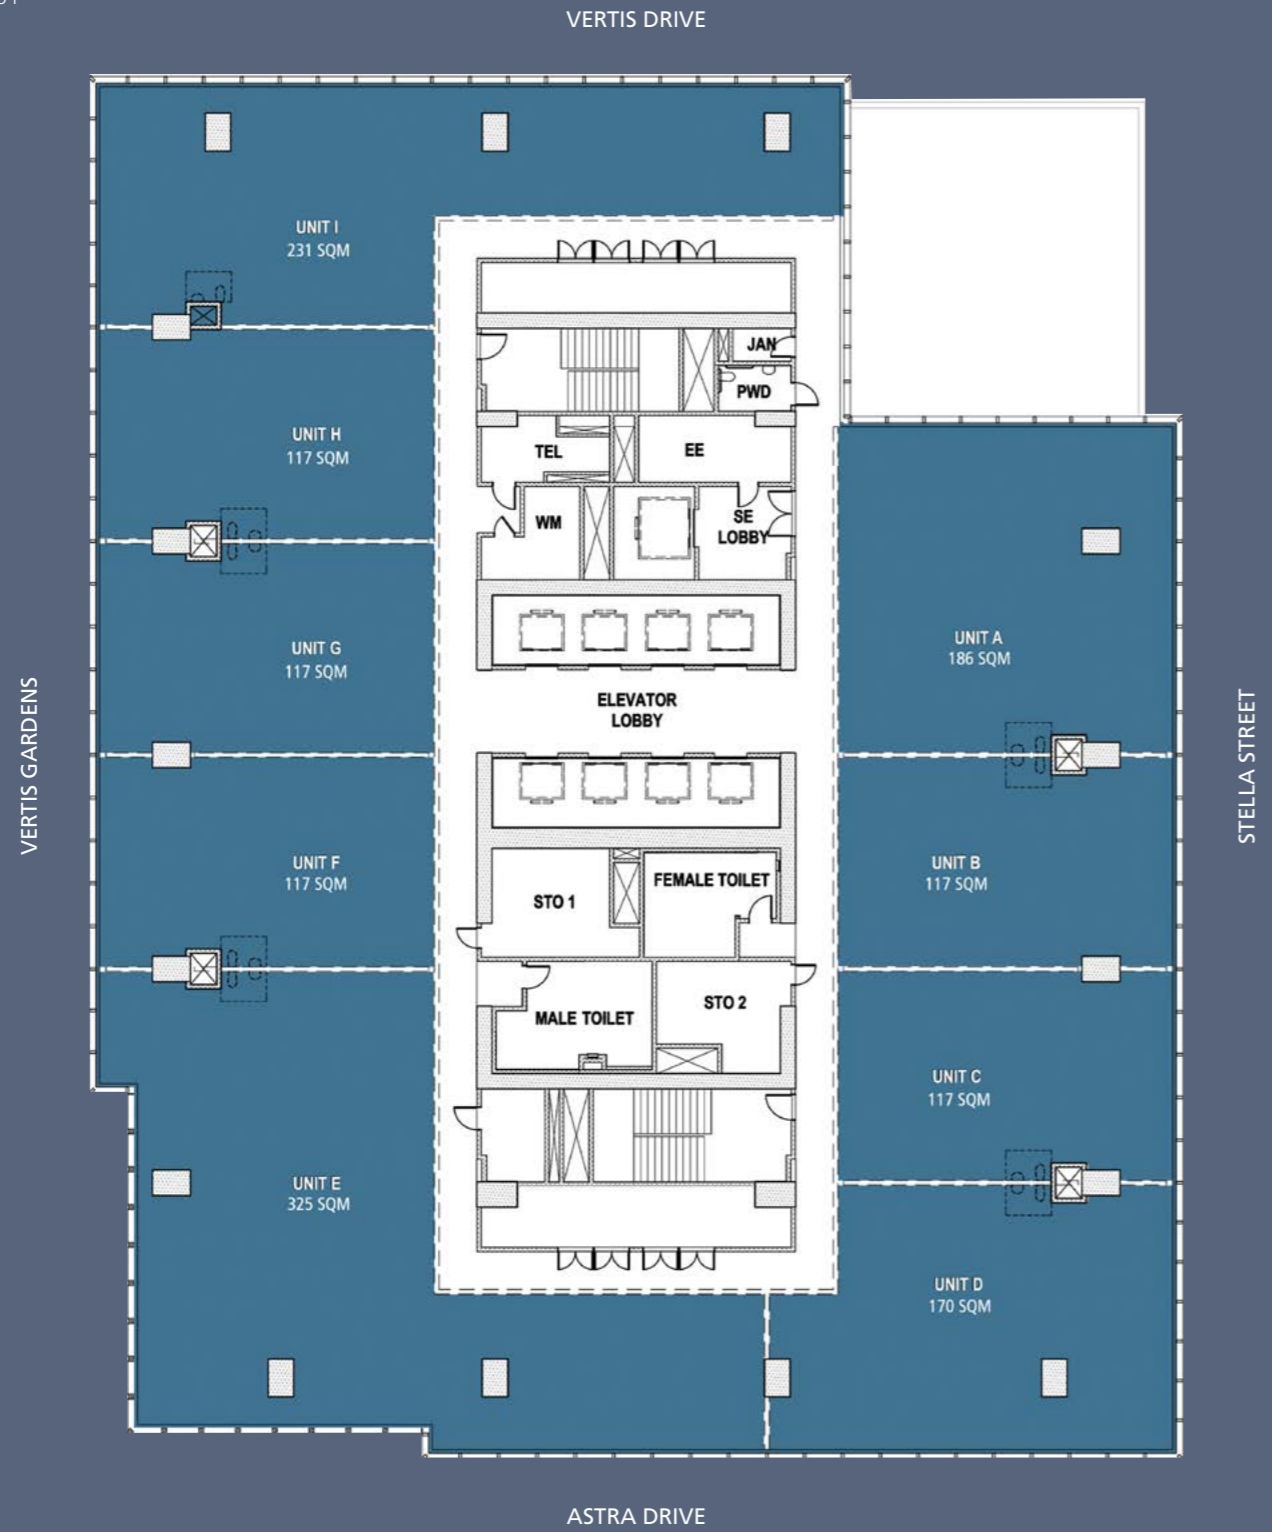 VERTIS DRIVE
UNIT I
231 SQM
JAN
PWD
UNIT H
117 SQM
TEL
EE
WM
SE
LOBBY
UNIT G
117 SQM
UNIT A
186 SQM
ELEVATOR
LOBBY
VERTIS GARDENS
STELLA STREET
UNIT F
117 SQM
UNIT B
117 SQM
STO 1
FEMALE TOILET
MALE TOILET
STO 2
UNIT C
117 SQM
UNIT E
325 SQM
UNIT D
170 SQM
ASTRA DRIVE